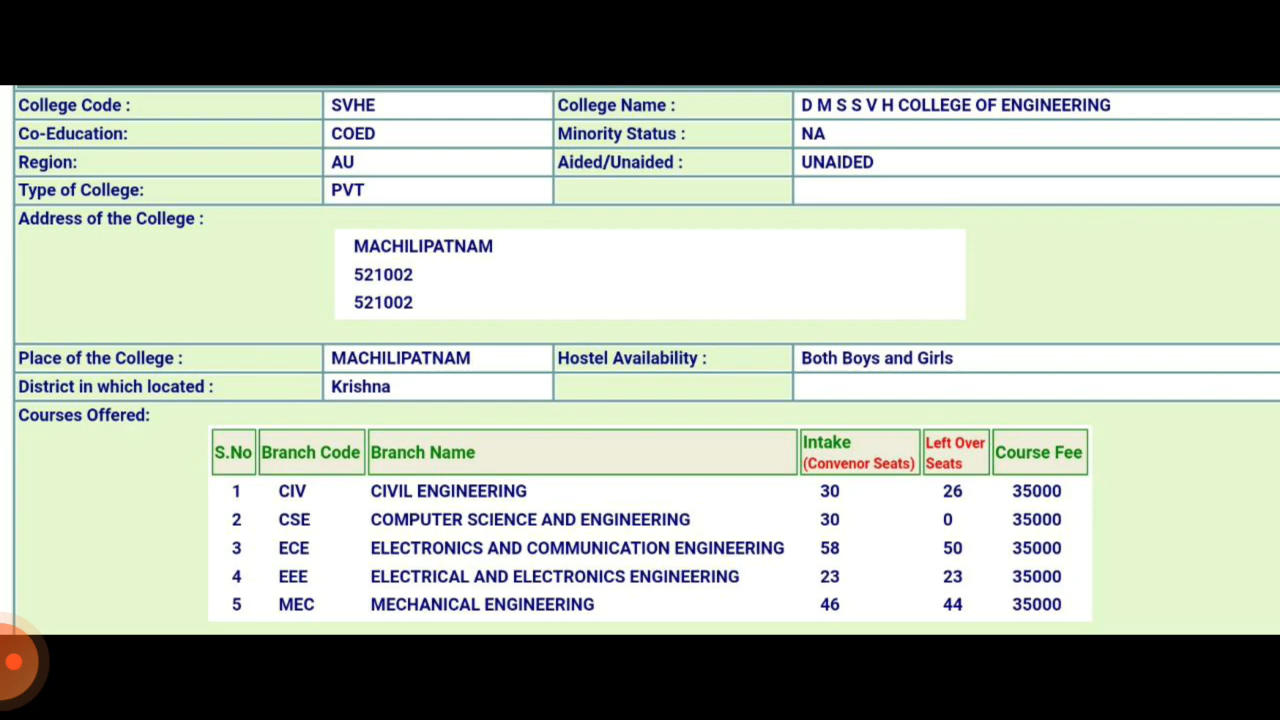 College Code : SVHE College Name : D M S S V H COLLEGE OF ENGINEERING
Co-Education: COED Minority Status : NA
Region: AU Aided/Unaided : UNAIDED
Type of College: PVT
Address of the College :
MACHILIPATNAM
521002
521002
Place of the College : MACHILIPATNAM Hostel Availability : Both Boys and Girls
District in which located : Krishna
Courses Offered:
S.No Branch Code Branch Name Intake (Convenor Seats) Left Over Seats Course Fee
1 CIV CIVIL ENGINEERING 30 26 35000
2 CSE COMPUTER SCIENCE AND ENGINEERING 30 0 35000
3 ECE ELECTRONICS AND COMMUNICATION ENGINEERING 58 50 35000
4 EEE ELECTRICAL AND ELECTRONICS ENGINEERING 23 23 35000
5 MEC MECHANICAL ENGINEERING 46 44 35000